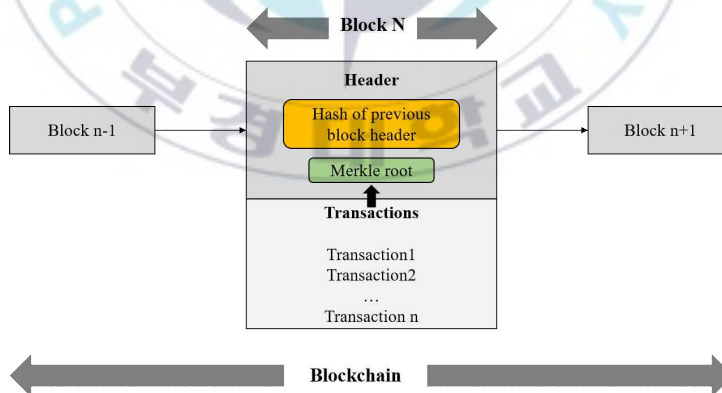 Block N
Header
Hash of previous
block header
Block n-1
Block n+1
Merkle root
Transactions
Transaction1
Transaction2
…
Transaction n
Blockchain